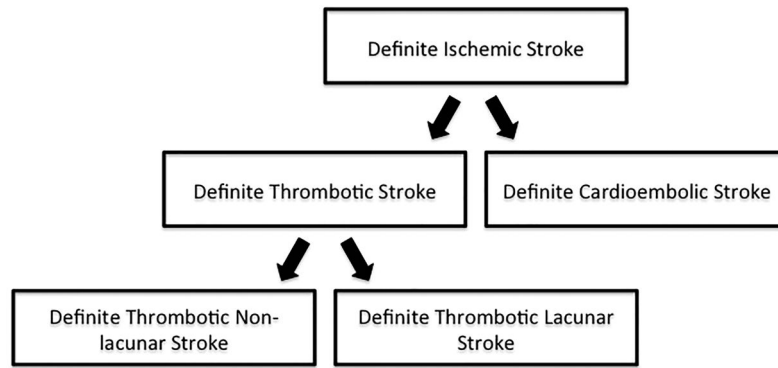 Definite Ischemic Stroke
Definite Thrombotic Stroke
Definite Cardioembolic Stroke
Definite Thrombotic Non-
lacunar Stroke
Definite Thrombotic Lacunar
Stroke